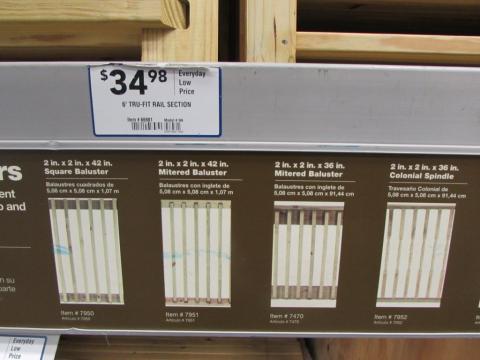 $34 98
Everyday
Low
Price
6' TRU-FIT RAIL SECTION
rs
ent
o and
n su
parte
2 in. x 2 in. x 42 in.
Square Baluster
Balaustres cuadrados de
5,08 cm x 5,08 cm x 1,07 m
Item # 7950
2 in. x 2 in. x 42 in.
Mitered Baluster
Balaustres con inglete de
5,08 cm x 5,08 cm x 1,07 m
Item # 7951
2 in. x 2 in. x 36 in.
Mitered Baluster
Balaustres con inglete de
5,08 cm x 5,08 cm x 91,44 cm
Item # 7470
2 in. x 2 in. x 36 in.
Colonial Spindle
Travesaño Colonial de
5,08 cm x 5,08 cm x 91,44 cm
Item # 7952
Everyday
Low
Price